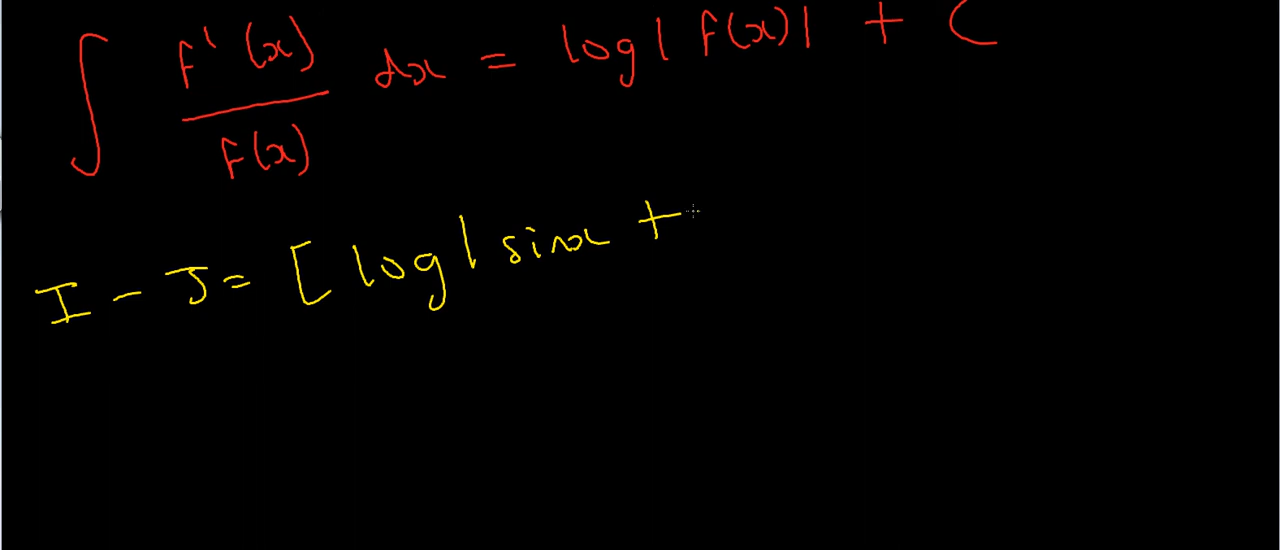 ∫ f'(x)/f(x) dx = log|f(x)| + C
I - J = [log|sinx +